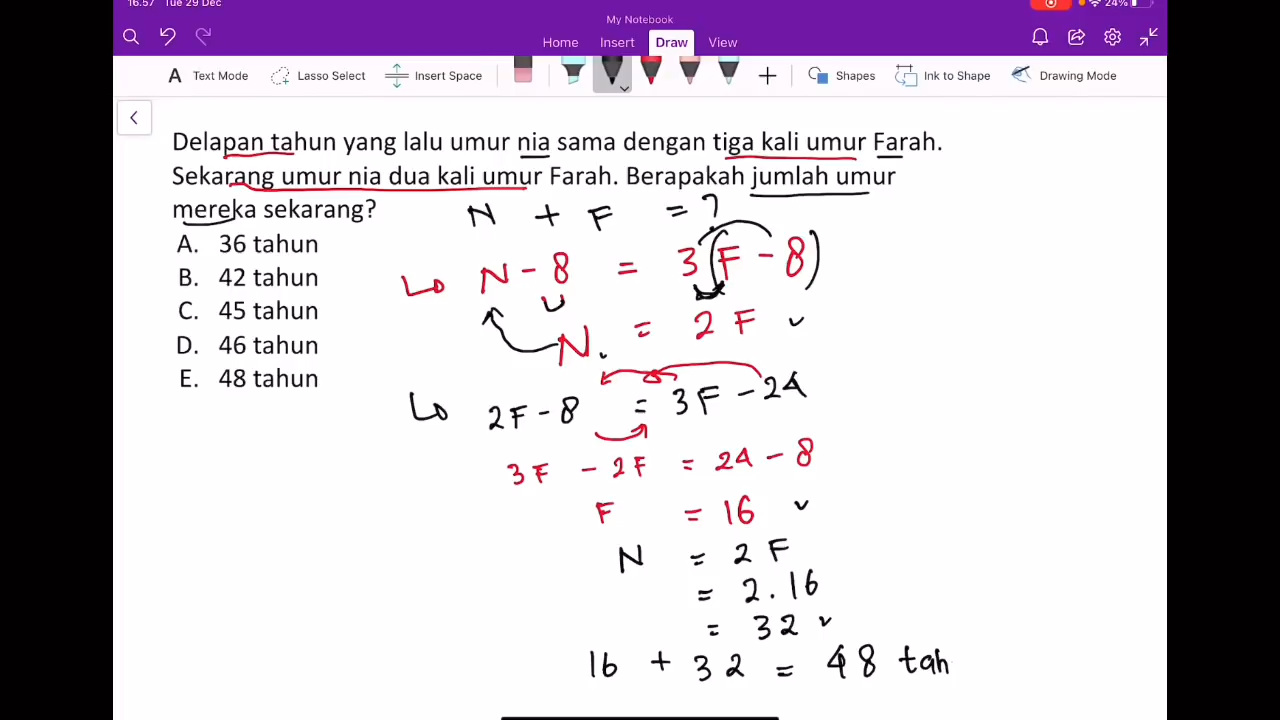 16.57 Tue 29 Dec
24%
My Notebook
Home Insert Draw View
A Text Mode Lasso Select Insert Space Shapes Ink to Shape Drawing Mode
Delapan tahun yang lalu umur nia sama dengan tiga kali umur Farah.
Sekarang umur nia dua kali umur Farah. Berapakah jumlah umur
mereka sekarang?
N + F = ?
A. 36 tahun
B. 42 tahun
C. 45 tahun
D. 46 tahun
E. 48 tahun
N - 8 = 3(F - 8)
N = 2F
2F - 8 = 3F - 24
3F - 2F = 24 - 8
F = 16
N = 2F
= 2.16
= 32
16 + 32 = 48 tah